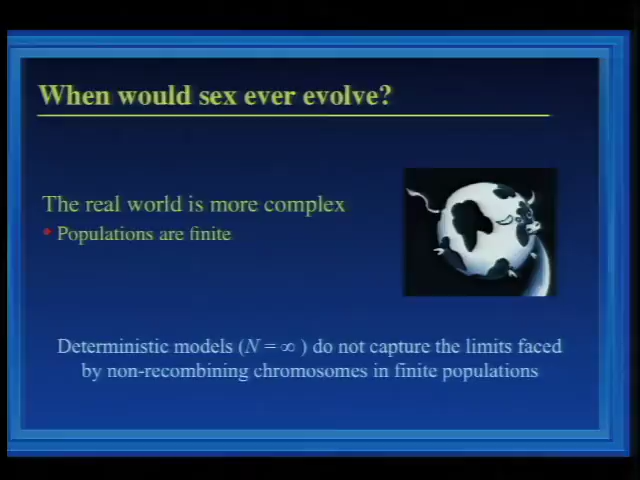 When would sex ever evolve?
The real world is more complex
• Populations are finite
Deterministic models (N = ∞ ) do not capture the limits faced
by non-recombining chromosomes in finite populations